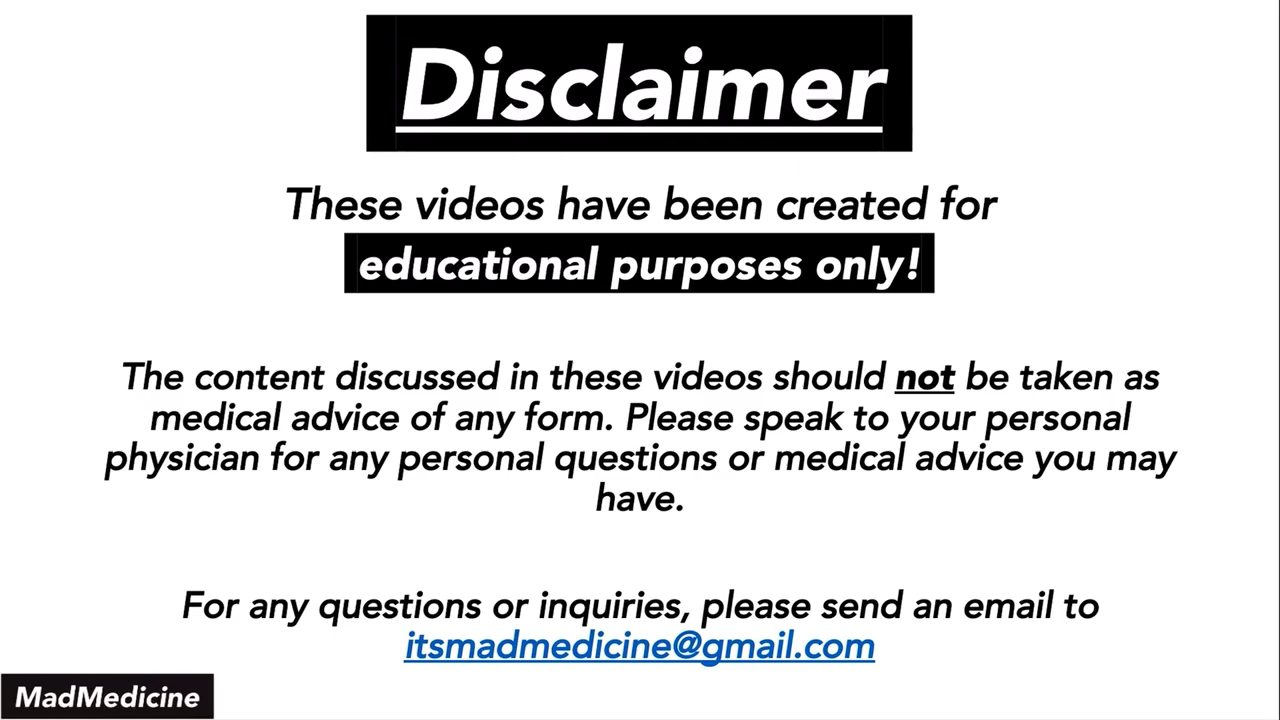 Disclaimer
These videos have been created for
educational purposes only!
The content discussed in these videos should not be taken as
medical advice of any form. Please speak to your personal
physician for any personal questions or medical advice you may
have.
For any questions or inquiries, please send an email to
itsmadmedicine@gmail.com
MadMedicine